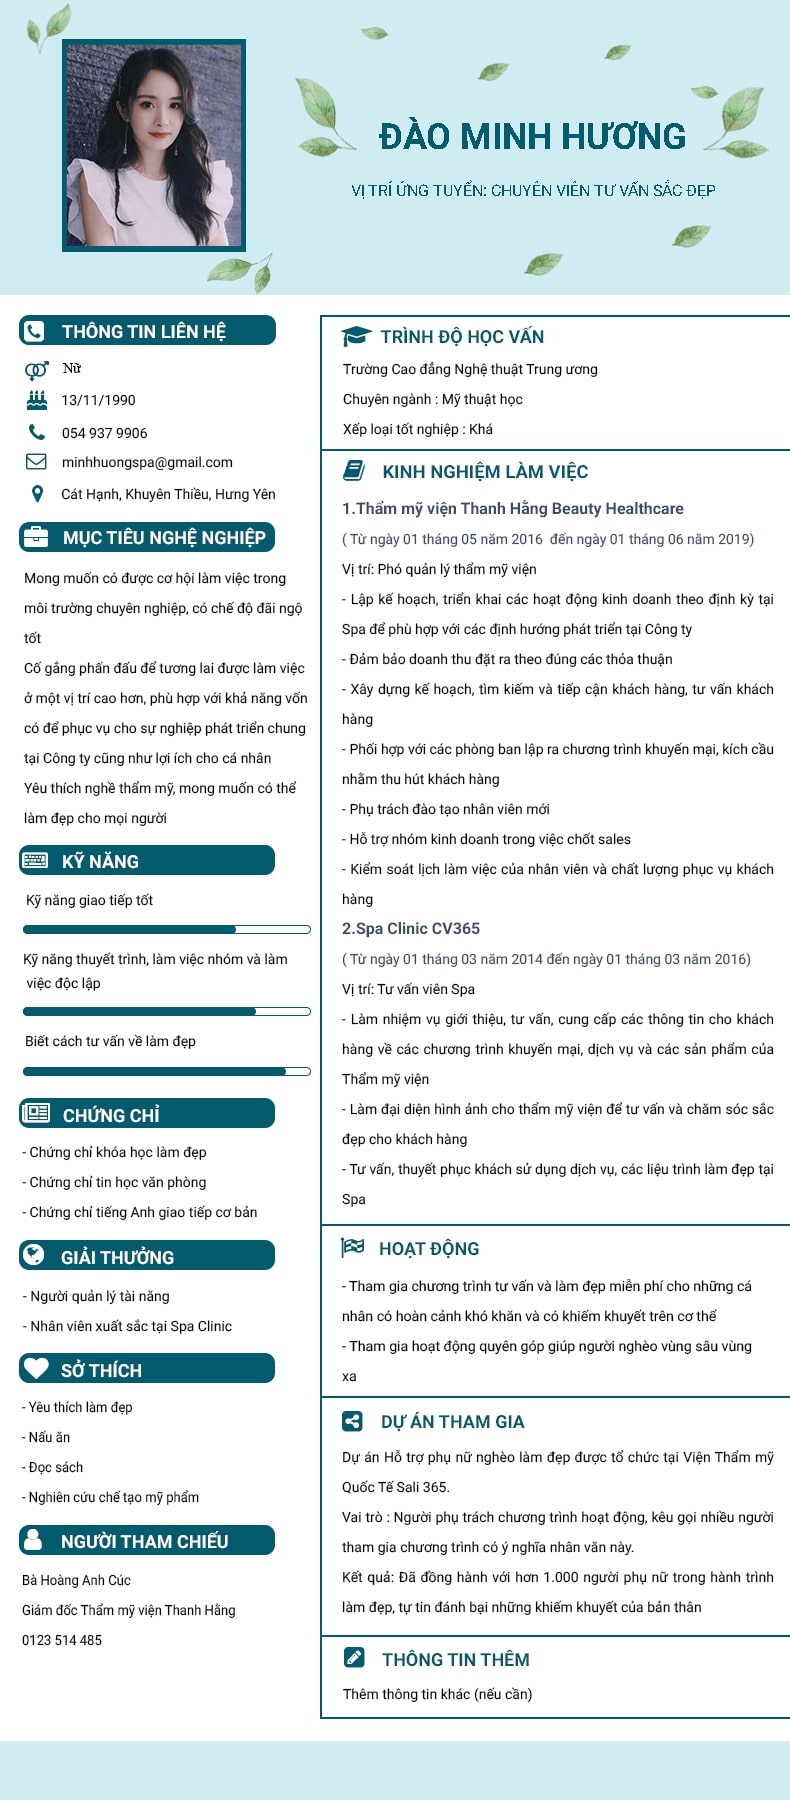 ĐÀO MINH HƯƠNG
VỊ TRÍ ỨNG TUYỂN: CHUYÊN VIÊN TƯ VẤN SẮC ĐẸP
THÔNG TIN LIÊN HỆ
Nữ
13/11/1990
054 937 9906
minhhuongspa@gmail.com
Cát Hạnh, Khuyên Thiều, Hưng Yên
MỤC TIÊU NGHỆ NGHIỆP
Mong muốn có được cơ hội làm việc trong
môi trường chuyên nghiệp, có chế độ đãi ngộ
tốt
Cố gắng phấn đấu để tương lai được làm việc
ở một vị trí cao hơn, phù hợp với khả năng vốn
có để phục vụ cho sự nghiệp phát triển chung
tại Công ty cũng như lợi ích cho cá nhân
Yêu thích nghề thẩm mỹ, mong muốn có thể
làm đẹp cho mọi người
KỸ NĂNG
Kỹ năng giao tiếp tốt
Kỹ năng thuyết trình, làm việc nhóm và làm
việc độc lập
Biết cách tư vấn về làm đẹp
CHỨNG CHỈ
- Chứng chỉ khóa học làm đẹp
- Chứng chỉ tin học văn phòng
- Chứng chỉ tiếng Anh giao tiếp cơ bản
GIẢI THƯỞNG
- Người quản lý tài năng
- Nhân viên xuất sắc tại Spa Clinic
SỞ THÍCH
- Yêu thích làm đẹp
- Nấu ăn
- Đọc sách
- Nghiên cứu chế tạo mỹ phẩm
NGƯỜI THAM CHIẾU
Bà Hoàng Anh Cúc
Giám đốc Thẩm mỹ viện Thanh Hằng
0123 514 485
TRÌNH ĐỘ HỌC VẤN
Trường Cao đẳng Nghệ thuật Trung ương
Chuyên ngành : Mỹ thuật học
Xếp loại tốt nghiệp : Khá
KINH NGHIỆM LÀM VIỆC
1.Thẩm mỹ viện Thanh Hằng Beauty Healthcare
( Từ ngày 01 tháng 05 năm 2016 đến ngày 01 tháng 06 năm 2019)
Vị trí: Phó quản lý thẩm mỹ viện
- Lập kế hoạch, triển khai các hoạt động kinh doanh theo định kỳ tại
Spa để phù hợp với các định hướng phát triển tại Công ty
- Đảm bảo doanh thu đặt ra theo đúng các thỏa thuận
- Xây dựng kế hoạch, tìm kiếm và tiếp cận khách hàng, tư vấn khách
hàng
- Phối hợp với các phòng ban lập ra chương trình khuyến mại, kích cầu
nhằm thu hút khách hàng
- Phụ trách đào tạo nhân viên mới
- Hỗ trợ nhóm kinh doanh trong việc chốt sales
- Kiểm soát lịch làm việc của nhân viên và chất lượng phục vụ khách
hàng
2.Spa Clinic CV365
( Từ ngày 01 tháng 03 năm 2014 đến ngày 01 tháng 03 năm 2016)
Vị trí: Tư vấn viên Spa
- Làm nhiệm vụ giới thiệu, tư vấn, cung cấp các thông tin cho khách
hàng về các chương trình khuyến mại, dịch vụ và các sản phẩm của
Thẩm mỹ viện
- Làm đại diện hình ảnh cho thẩm mỹ viện để tư vấn và chăm sóc sắc
đẹp cho khách hàng
- Tư vấn, thuyết phục khách sử dụng dịch vụ, các liệu trình làm đẹp tại
Spa
HOẠT ĐỘNG
- Tham gia chương trình tư vấn và làm đẹp miễn phí cho những cá
nhân có hoàn cảnh khó khăn và có khiếm khuyết trên cơ thể
- Tham gia hoạt động quyên góp giúp người nghèo vùng sâu vùng
xa
DỰ ÁN THAM GIA
Dự án Hỗ trợ phụ nữ nghèo làm đẹp được tổ chức tại Viện Thẩm mỹ
Quốc Tế Sali 365.
Vai trò : Người phụ trách chương trình hoạt động, kêu gọi nhiều người
tham gia chương trình có ý nghĩa nhân văn này.
Kết quả: Đã đồng hành với hơn 1.000 người phụ nữ trong hành trình
làm đẹp, tự tin đánh bại những khiếm khuyết của bản thân
THÔNG TIN THÊM
Thêm thông tin khác (nếu cần)